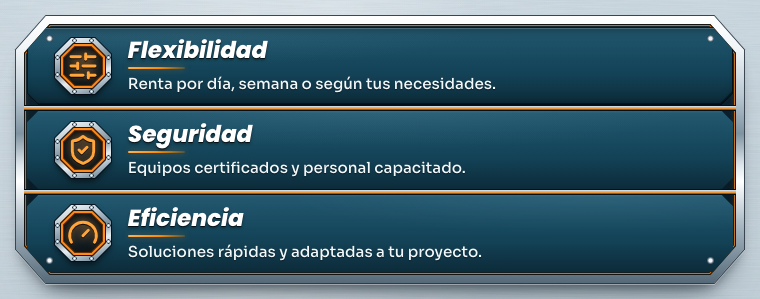 Flexibilidad
Renta por día, semana o según tus necesidades.
Seguridad
Equipos certificados y personal capacitado.
Eficiencia
Soluciones rápidas y adaptadas a tu proyecto.